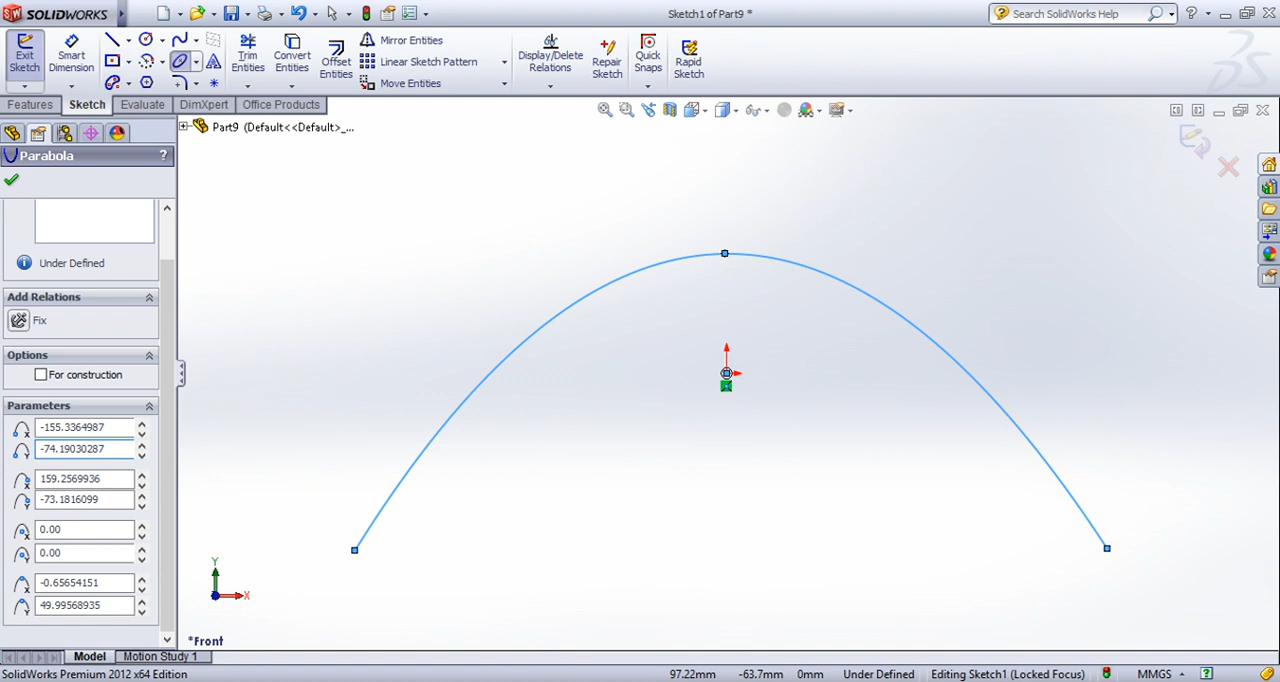 SOLIDWORKS
Sketch1 of Part9 *
Search SolidWorks Help
Exit Sketch
Smart Dimension
Trim Entities
Convert Entities
Offset Entities
Mirror Entities
Linear Sketch Pattern
Move Entities
Display/Delete Relations
Repair Sketch
Quick Snaps
Rapid Sketch
Features Sketch Evaluate DimXpert Office Products
Part9 (Default<<Default>_...
Parabola ?
Under Defined
Add Relations
Fix
Options
For construction
Parameters
-155.3364987
-74.19030287
159.2569936
-73.1816099
0.00
0.00
-0.65654151
49.99568935
Y
X
*Front
Model Motion Study 1
SolidWorks Premium 2012 x64 Edition
97.22mm -63.7mm 0mm Under Defined Editing Sketch1 (Locked Focus) MMGS